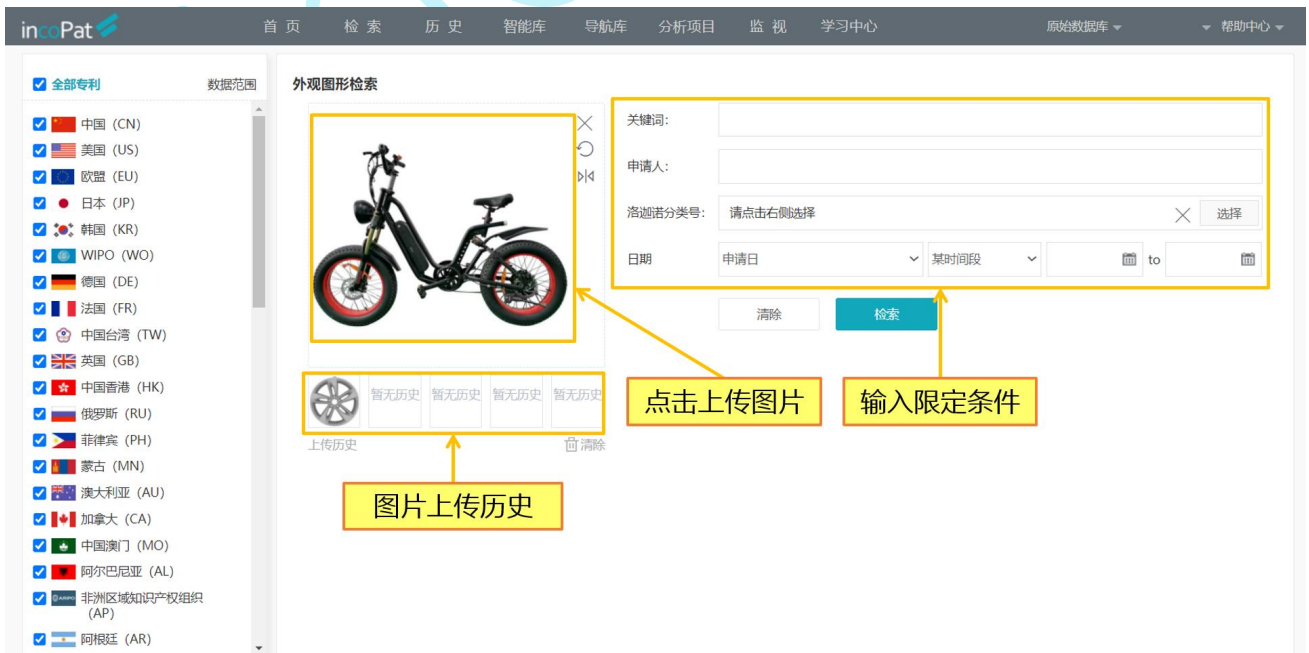 incoPat
首 页 检 索 历 史 智能库 导航库 分析项目 监 视 学习中心 原始数据库 帮助中心
全部专利 数据范围
中国 (CN)
美国 (US)
欧盟 (EU)
日本 (JP)
韩国 (KR)
WIPO (WO)
德国 (DE)
法国 (FR)
中国台湾 (TW)
英国 (GB)
中国香港 (HK)
俄罗斯 (RU)
菲律宾 (PH)
蒙古 (MN)
澳大利亚 (AU)
加拿大 (CA)
中国澳门 (MO)
阿尔巴尼亚 (AL)
非洲区域知识产权组织
(AP)
阿根廷 (AR)
外观图形检索
关键词:
申请人:
洛迦诺分类号: 请点击右侧选择 选择
日期 申请日 某时间段 to
清除 检索
暂无历史 暂无历史 暂无历史 暂无历史
上传历史 清除
点击上传图片
输入限定条件
图片上传历史